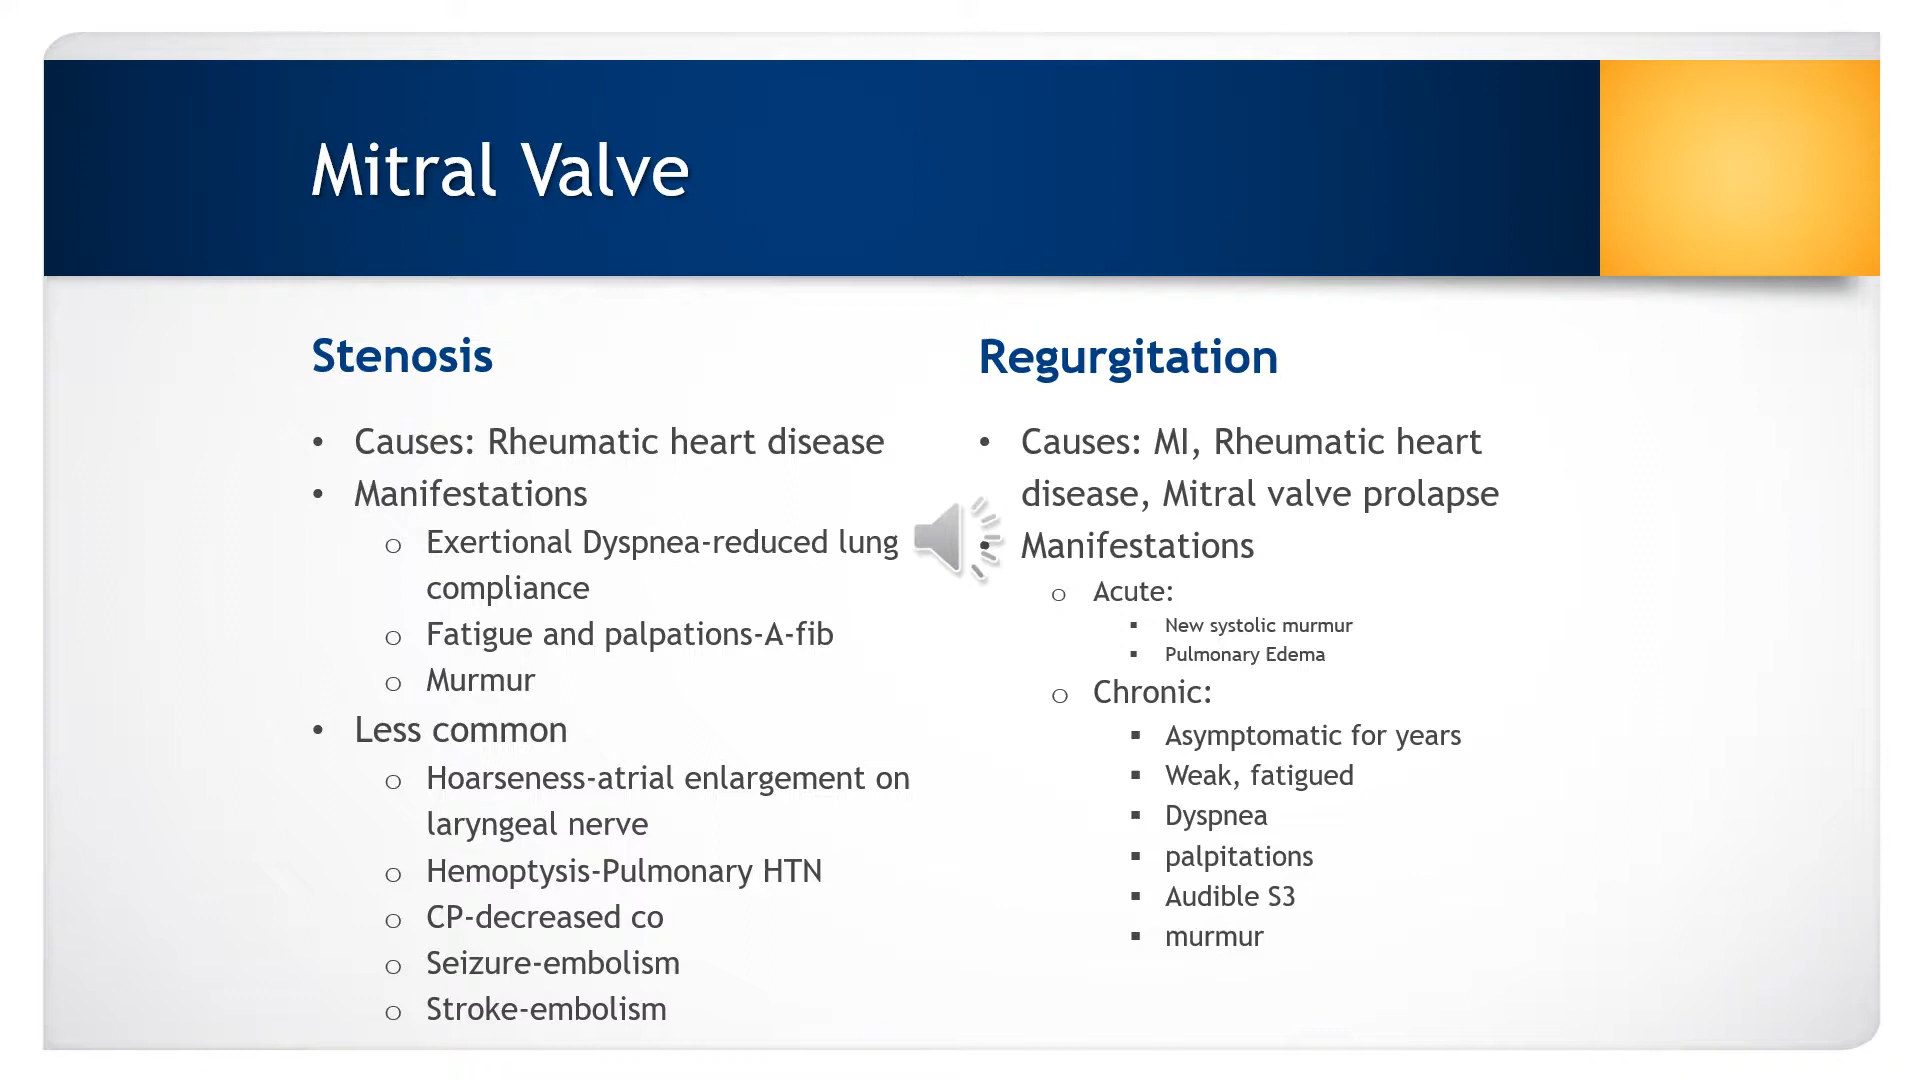 Mitral Valve
Stenosis
• Causes: Rheumatic heart disease
• Manifestations
o Exertional Dyspnea-reduced lung
compliance
o Fatigue and palpations-A-fib
o Murmur
• Less common
o Hoarseness-atrial enlargement on
laryngeal nerve
o Hemoptysis-Pulmonary HTN
o CP-decreased co
o Seizure-embolism
o Stroke-embolism
Regurgitation
• Causes: MI, Rheumatic heart
disease, Mitral valve prolapse
• Manifestations
o Acute:
▪ New systolic murmur
▪ Pulmonary Edema
o Chronic:
▪ Asymptomatic for years
▪ Weak, fatigued
▪ Dyspnea
▪ palpitations
▪ Audible S3
▪ murmur